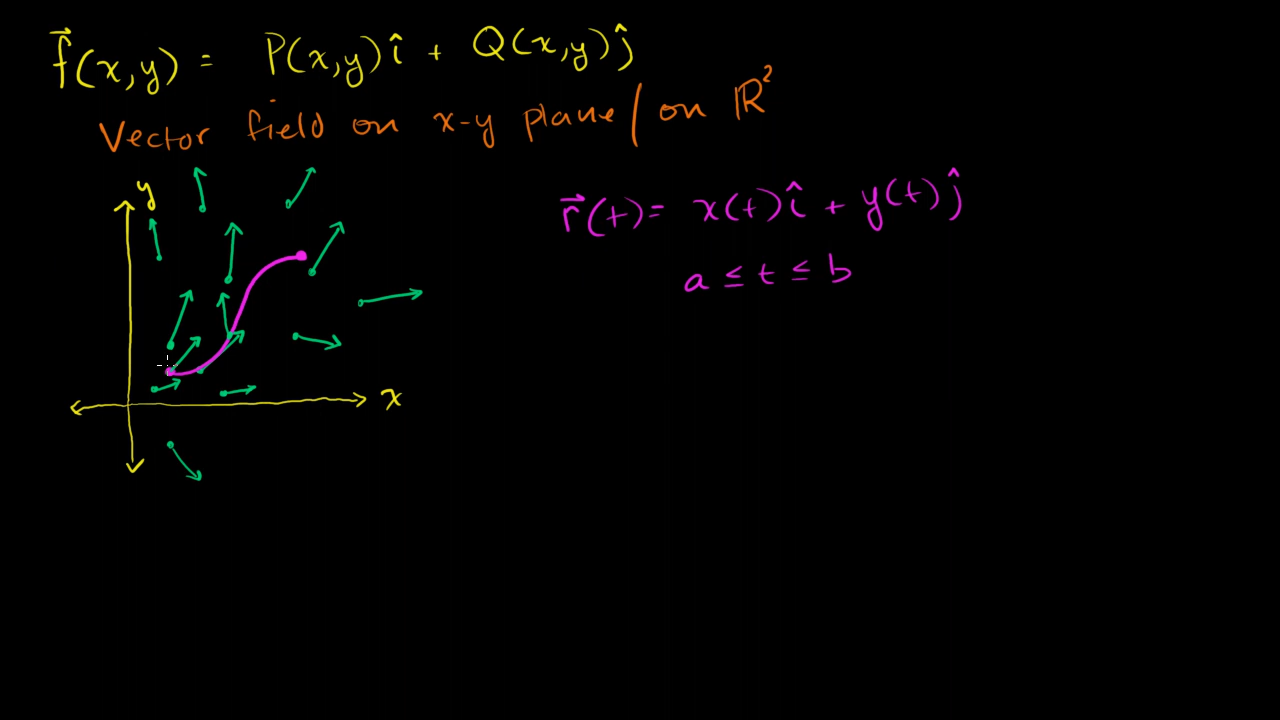 f⃗(x,y) = P(x,y)î + Q(x,y)ĵ
Vector field on x-y plane / on ℝ²
y
r⃗(t) = x(t)î + y(t)ĵ
a ≤ t ≤ b
x